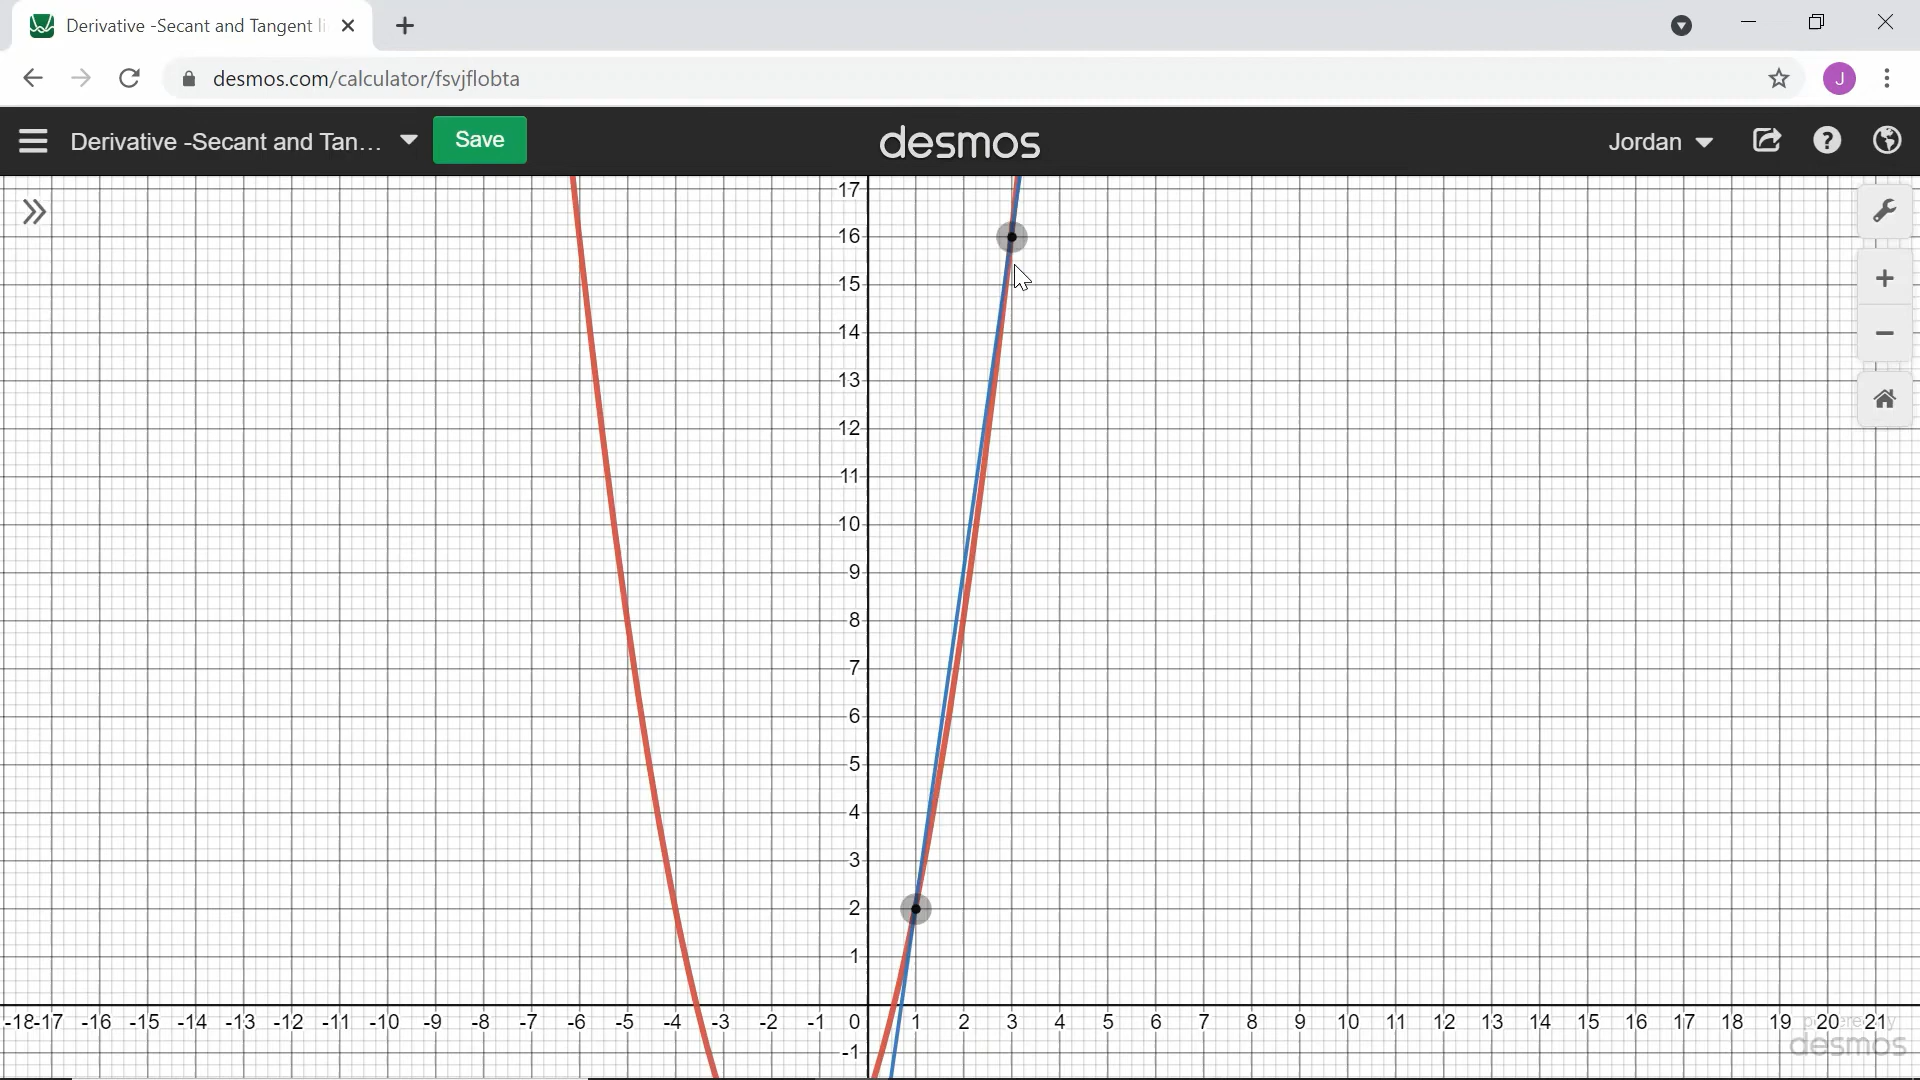 Derivative -Secant and Tangent li
desmos.com/calculator/fsvjflobta
J
Derivative -Secant and Tan...
Save
desmos
Jordan
17
16
15
14
13
12
11
10
9
8
7
6
5
4
3
2
1
-18 -17 -16 -15 -14 -13 -12 -11 -10 -9 -8 -7 -6 -5 -4 -3 -2 -1 0 1 2 3 4 5 6 7 8 9 10 11 12 13 14 15 16 17 18 19 20 21
-1
powered by
desmos